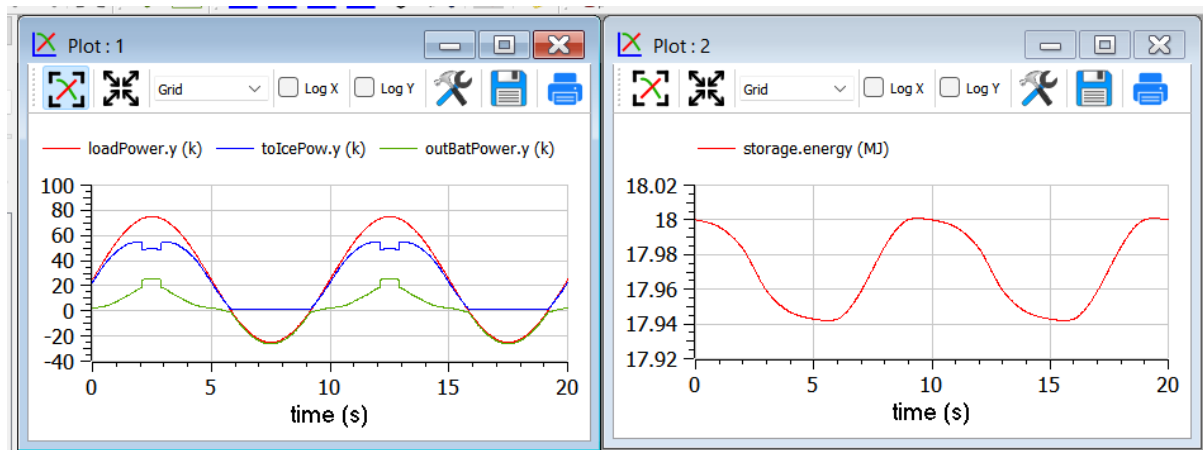 Plot : 1
Grid Log X Log Y
loadPower.y (k) toIcePow.y (k) outBatPower.y (k)
100
80
60
40
20
0
-20
-40
0 5 10 15 20
time (s)
Plot : 2
Grid Log X Log Y
storage.energy (MJ)
18.02
18
17.98
17.96
17.94
17.92
0 5 10 15 20
time (s)